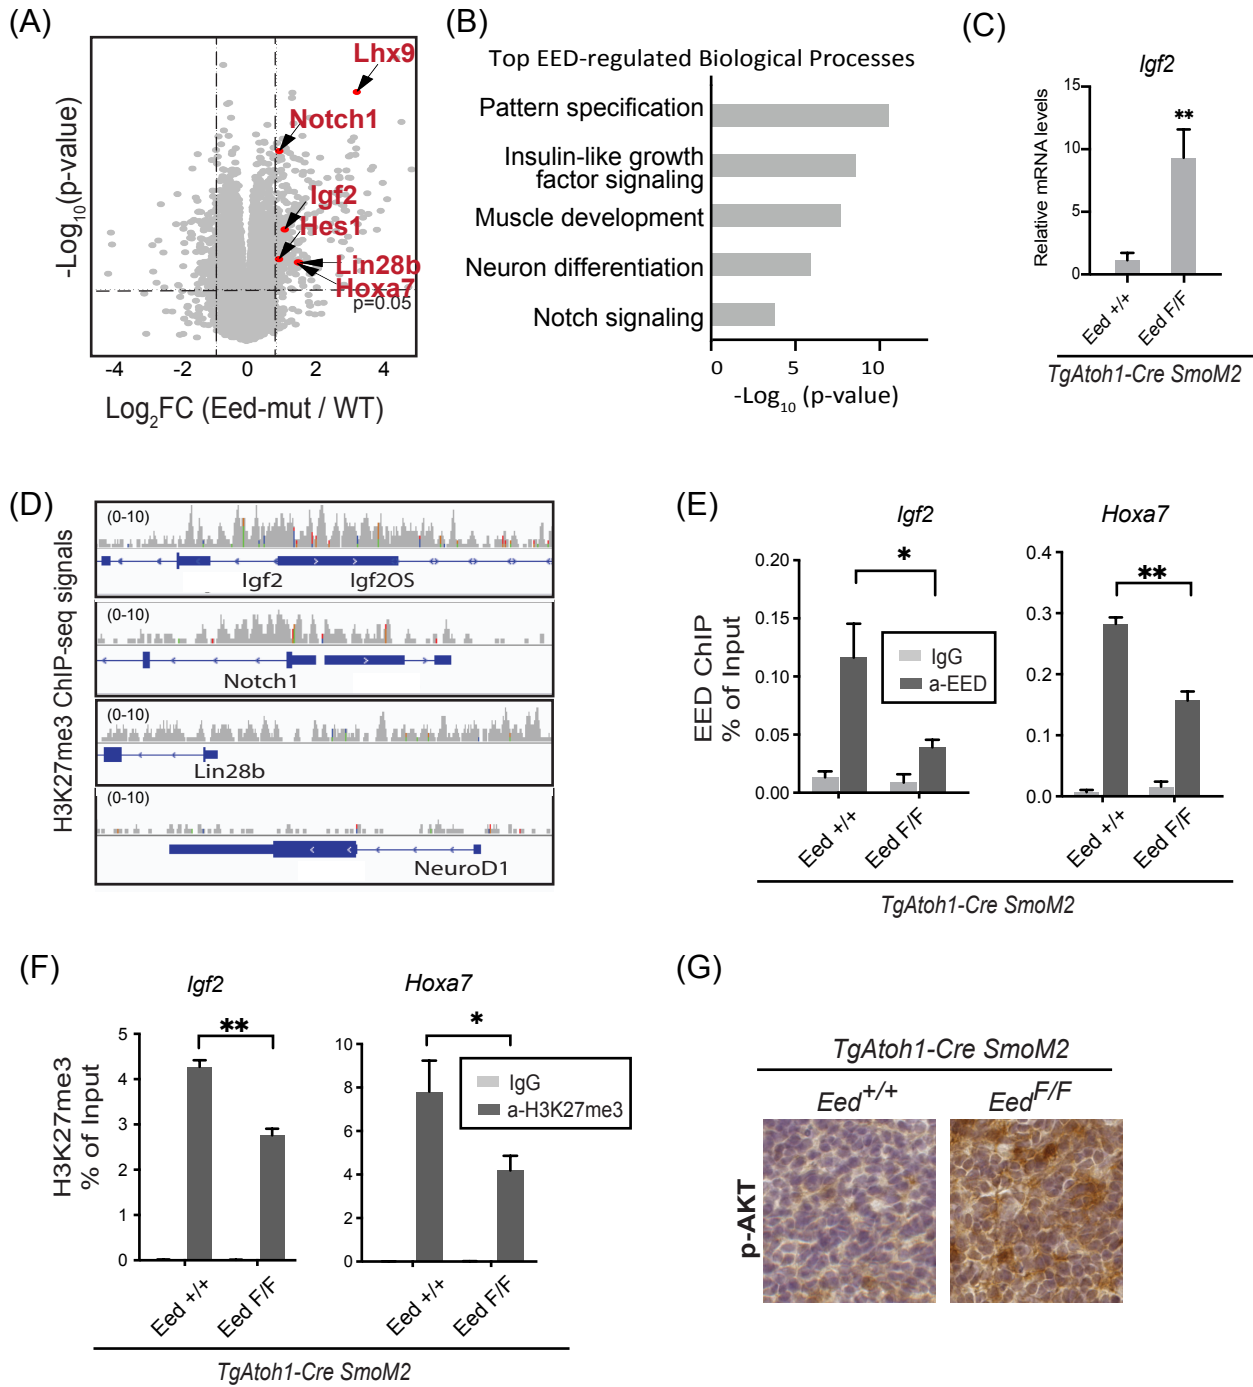 (A)
Lhx9
Notch1
Igf2
Hes1
Lin28b
Hoxa7
p=0.05
-Log10(p-value)
-4 -2 0 2 4
Log2FC (Eed-mut / WT)
(B)
Top EED-regulated Biological Processes
Pattern specification
Insulin-like growth
factor signaling
Muscle development
Neuron differentiation
Notch signaling
0 5 10
-Log10 (p-value)
(C)
Igf2
Relative mRNA levels
15
10
5
0
**
Eed +/+
Eed F/F
TgAtoh1-Cre SmoM2
(D)
H3K27me3 ChIP-seq signals
(0-10)
Igf2 Igf2OS
(0-10)
Notch1
(0-10)
Lin28b
(0-10)
NeuroD1
(E)
Igf2
EED ChIP
% of Input
0.20
0.15
0.10
0.05
0.00
*
IgG
a-EED
Eed +/+
Eed F/F
Hoxa7
0.4
0.3
0.2
0.1
0.0
**
Eed +/+
Eed F/F
TgAtoh1-Cre SmoM2
(F)
Igf2
H3K27me3
% of Input
5
4
3
2
1
0
**
Eed +/+
Eed F/F
Hoxa7
10
8
6
4
2
0
*
IgG
a-H3K27me3
Eed +/+
Eed F/F
TgAtoh1-Cre SmoM2
(G)
TgAtoh1-Cre SmoM2
Eed+/+ EedF/F
p-AKT